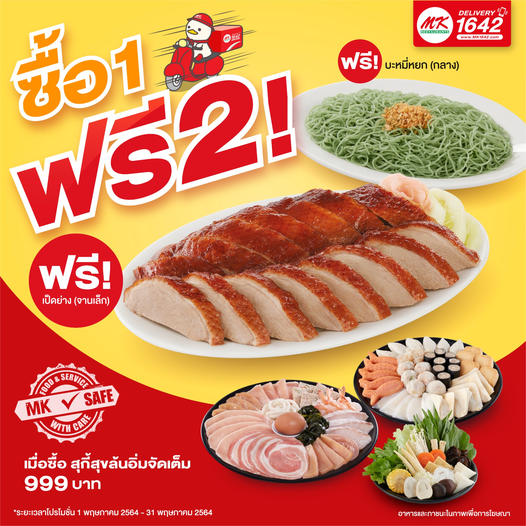 MK
RESTAURANTS
DELIVERY
1642
www.MK1642.com
ซื้อ 1
ฟรี 2!
ฟรี! บะหมี่หยก (กลาง)
ฟรี!
เป็ดย่าง (จานเล็ก)
FOOD & SERVICE
MK SAFE
WITH CARE
เมื่อซื้อ สุกี้สุขล้นอิ่มจัดเต็ม
999 บาท
*ระยะเวลาโปรโมชั่น 1 พฤษภาคม 2564 - 31 พฤษภาคม 2564
อาหารและภาชนะในภาพเพื่อการโฆษณา